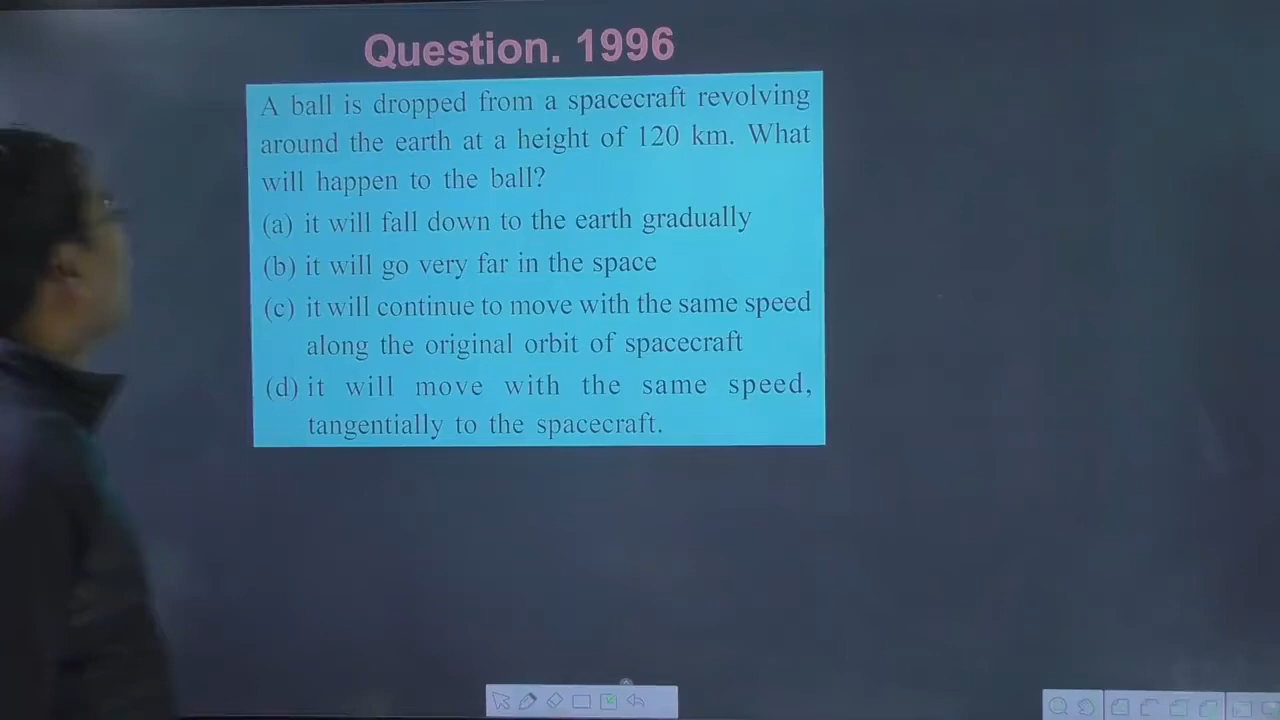 Question. 1996
A ball is dropped from a spacecraft revolving
around the earth at a height of 120 km. What
will happen to the ball?
(a) it will fall down to the earth gradually
(b) it will go very far in the space
(c) it will continue to move with the same speed
along the original orbit of spacecraft
(d) it will move with the same speed,
tangentially to the spacecraft.